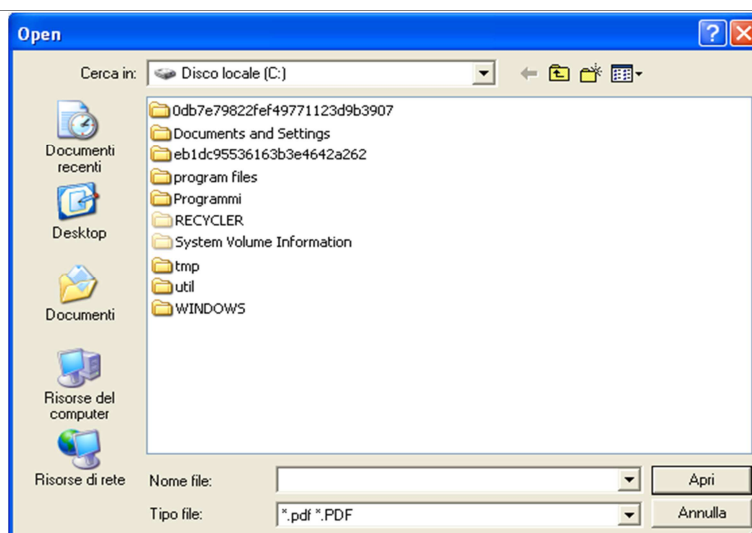 Open
Cerca in: Disco locale (C:)
0db7e79822fef49771123d9b3907
Documents and Settings
eb1dc95536163b3e4642a262
program files
Programmi
RECYCLER
System Volume Information
tmp
util
WINDOWS
Documenti
recenti
Desktop
Documenti
Risorse del
computer
Risorse di rete
Nome file:
Apri
Tipo file: *.pdf *.PDF
Annulla